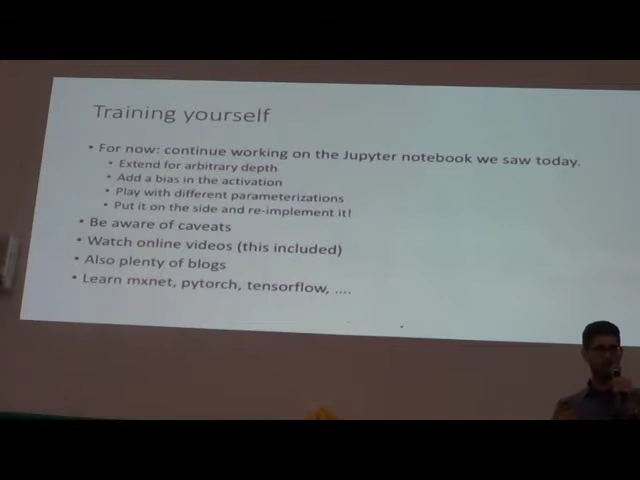 Training yourself
• For now: continue working on the Jupyter notebook we saw today.
• Extend for arbitrary depth
• Add a bias in the activation
• Play with different parameterizations
• Put it on the side and re-implement it!
• Be aware of caveats
• Watch online videos (this included)
• Also plenty of blogs
• Learn mxnet, pytorch, tensorflow, ....